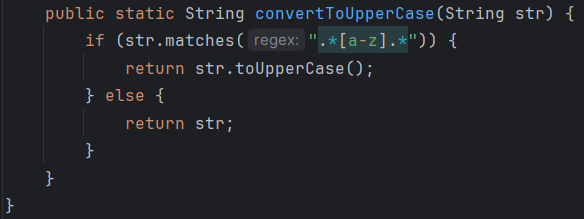 public static String convertToUpperCase(String str) {
if (str.matches( regex: ".*[a-z].*")) {
return str.toUpperCase();
} else {
return str;
}
}
}